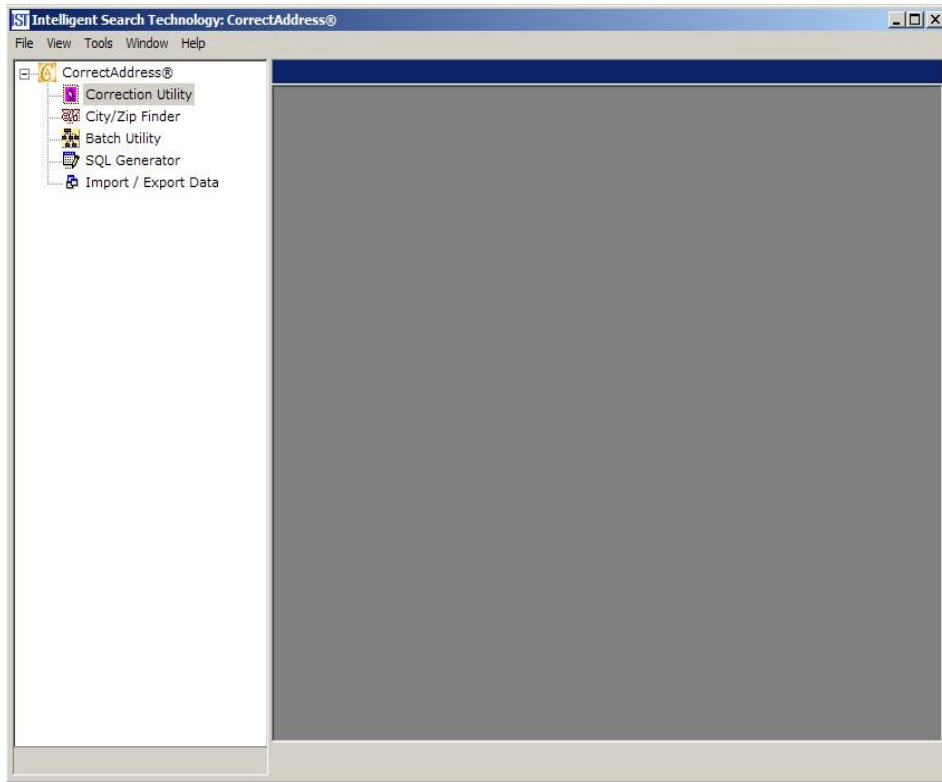 SI Intelligent Search Technology: CorrectAddress®
File View Tools Window Help
CorrectAddress®
Correction Utility
City/Zip Finder
Batch Utility
SQL Generator
Import / Export Data